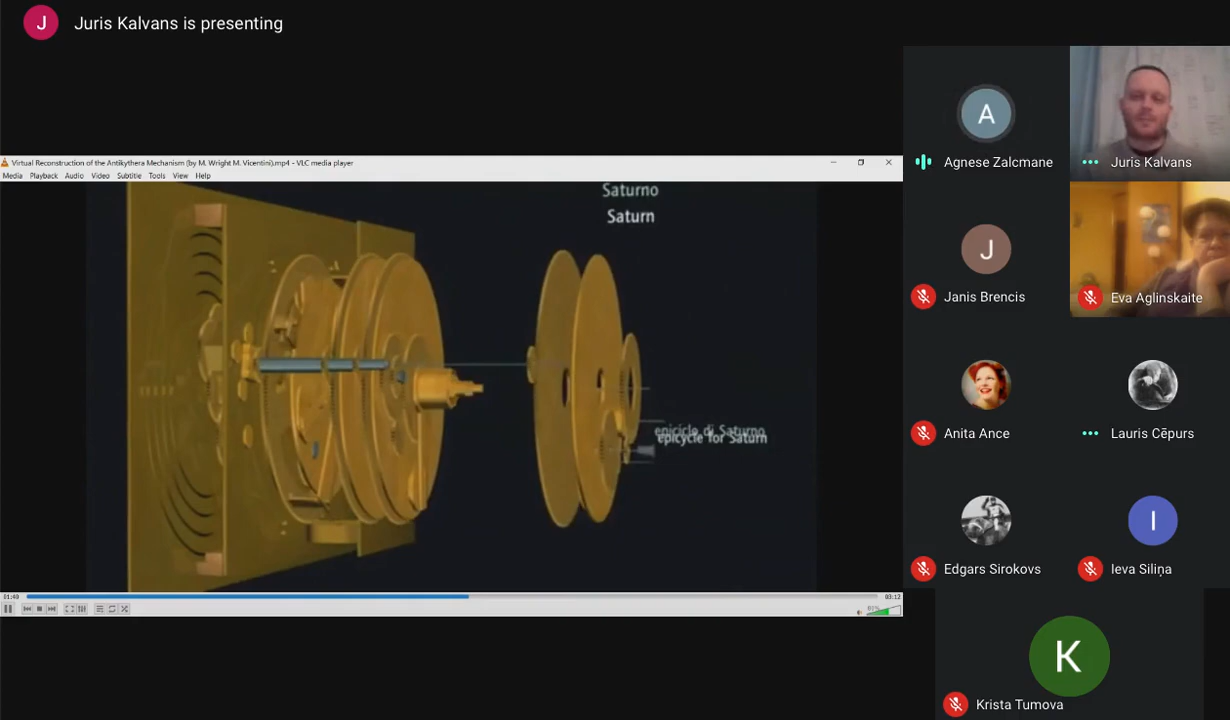 J
Juris Kalvans is presenting
Virtual Reconstruction of the Antikythera Mechanism (by M. Wright M. Vicentini).mp4 - VLC media player
Media Playback Audio Video Subtitle Tools View Help
Saturno
Saturn
epiciclo di Saturno
epicycle for Saturn
01:40
03:12
A
Agnese Zalcmane
Juris Kalvans
J
Janis Brencis
Eva Aglinskaite
Anita Ance
Lauris Cēpurs
Edgars Sirokovs
I
Ieva Siliņa
K
Krista Tumova